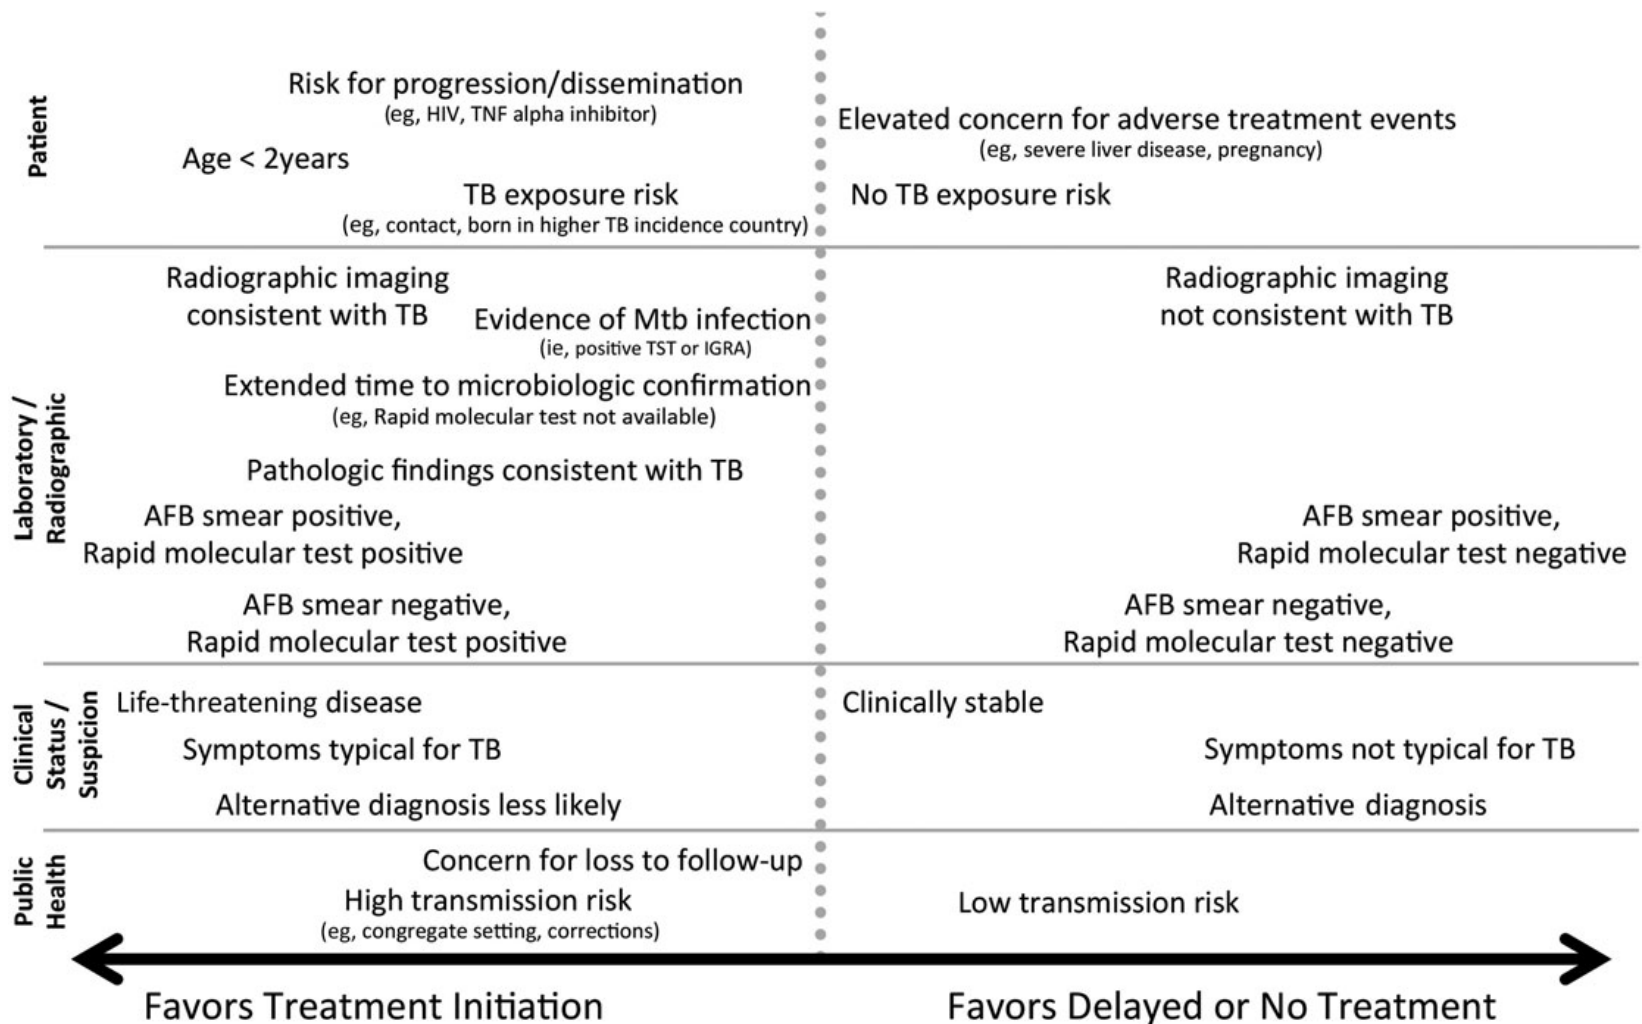 Patient
Risk for progression/dissemination
(eg, HIV, TNF alpha inhibitor)
Age < 2years
TB exposure risk
(eg, contact, born in higher TB incidence country)
Elevated concern for adverse treatment events
(eg, severe liver disease, pregnancy)
No TB exposure risk
Laboratory /
Radiographic
Radiographic imaging
consistent with TB
Evidence of Mtb infection
(ie, positive TST or IGRA)
Extended time to microbiologic confirmation
(eg, Rapid molecular test not available)
Pathologic findings consistent with TB
AFB smear positive,
Rapid molecular test positive
AFB smear negative,
Rapid molecular test positive
Radiographic imaging
not consistent with TB
AFB smear positive,
Rapid molecular test negative
AFB smear negative,
Rapid molecular test negative
Clinical
Status /
Suspicion
Life-threatening disease
Symptoms typical for TB
Alternative diagnosis less likely
Clinically stable
Symptoms not typical for TB
Alternative diagnosis
Public
Health
Concern for loss to follow-up
High transmission risk
(eg, congregate setting, corrections)
Low transmission risk
Favors Treatment Initiation
Favors Delayed or No Treatment